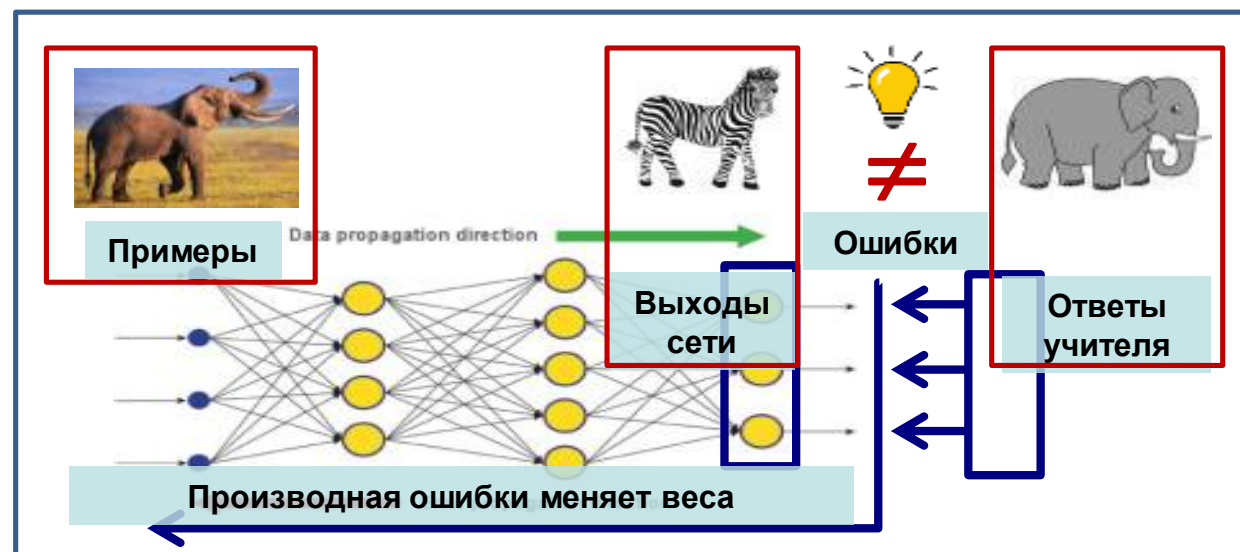 Примеры
Data propagation direction
Ошибки
Выходы
сети
Ответы
учителя
Производная ошибки меняет веса